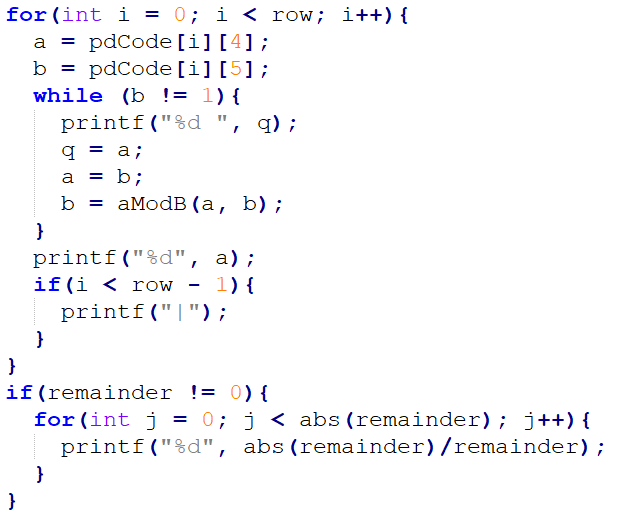 for(int i = 0; i < row; i++){
  a = pdCode[i][4];
  b = pdCode[i][5];
  while (b != 1){
    printf("%d ", q);
    q = a;
    a = b;
    b = aModB(a, b);
  }
  printf("%d", a);
  if(i < row - 1){
    printf("|");
  }
}
if(remainder != 0){
  for(int j = 0; j < abs(remainder); j++){
    printf("%d", abs(remainder)/remainder);
  }
}